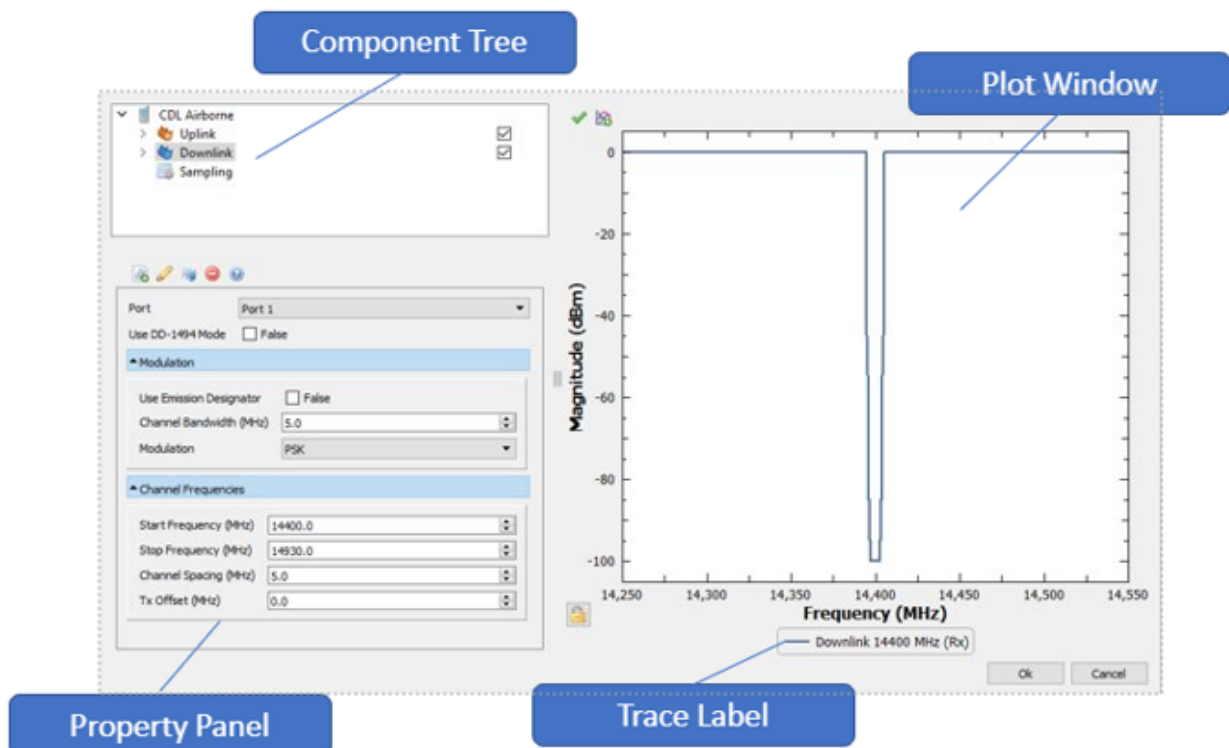 Component Tree
Plot Window
CDL Airborne
Uplink
Downlink
Sampling
Port Port 1
Use DD-1494 Mode False
Modulation
Use Emission Designator False
Channel Bandwidth (MHz) 5.0
Modulation PSK
Channel Frequencies
Start Frequency (MHz) 14400.0
Stop Frequency (MHz) 14930.0
Channel Spacing (MHz) 5.0
Tx Offset (MHz) 0.0
Magnitude (dBm)
0
-20
-40
-60
-80
-100
14,250 14,300 14,350 14,400 14,450 14,500 14,550
Frequency (MHz)
Downlink 14400 MHz (Rx)
Ok Cancel
Property Panel
Trace Label